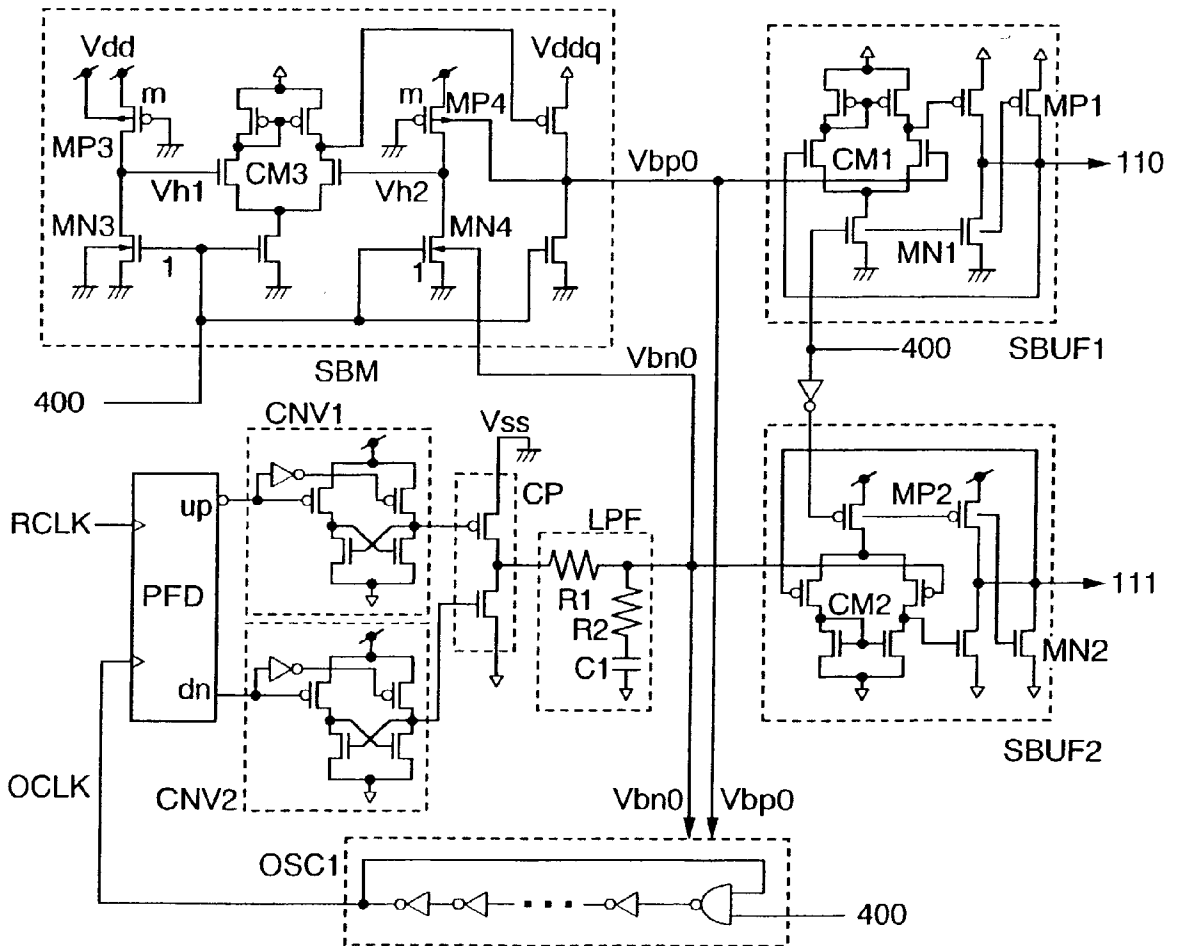 Vdd
Vddq
m
m
MP4
MP1
MP3
CM3
CM1
Vbp0
110
Vh1
Vh2
MN3
MN4
MN1
1
1
SBM
Vbn0
400
SBUF1
400
CNV1
Vss
up
CP
MP2
RCLK
LPF
PFD
R1
111
R2
CM2
C1
MN2
dn
SBUF2
OCLK
CNV2
Vbn0
Vbp0
OSC1
400